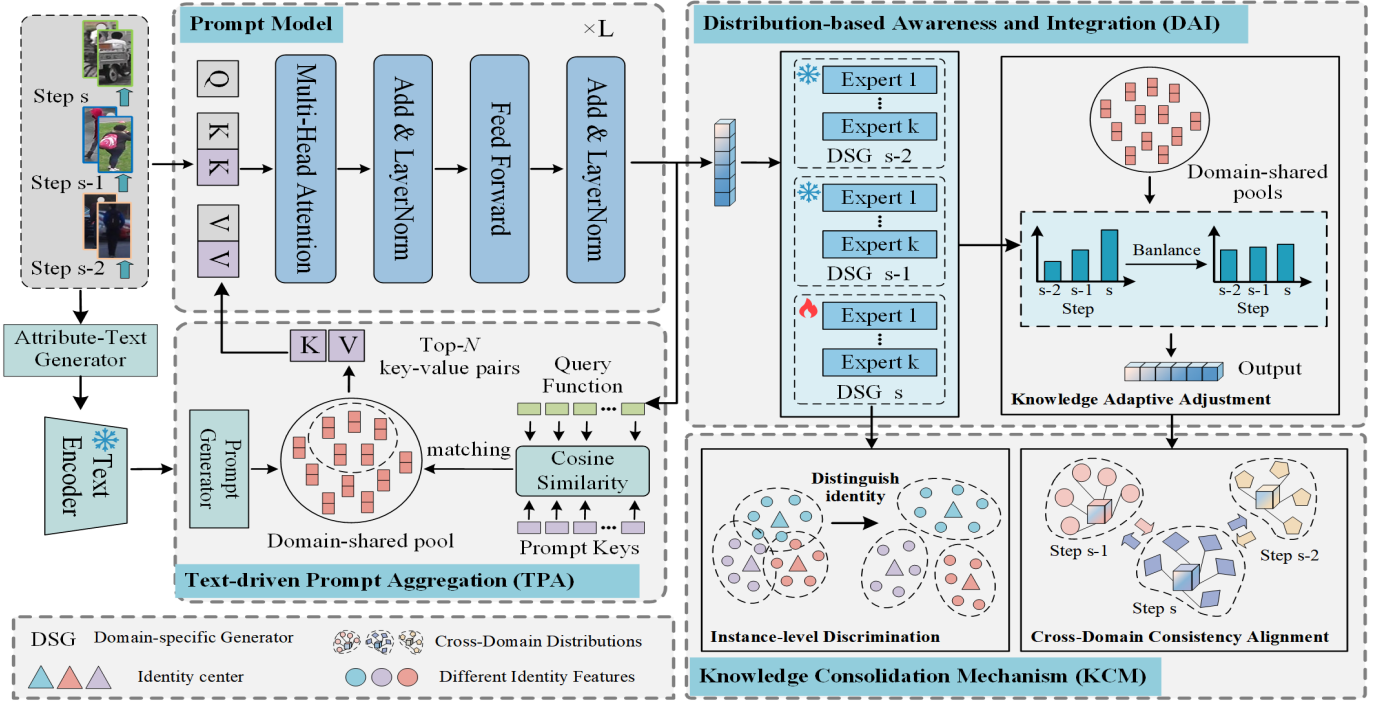 Step s
Step s-1
Step s-2
Attribute-Text
Generator
Text
Encoder
Prompt Model
×L
Q
K
K
V
V
Multi-Head Attention
Add & LayerNorm
Feed Forward
Add & LayerNorm
K V
Top-N
key-value pairs
Query
Function
Prompt
Generator
matching
Cosine
Similarity
Domain-shared pool
Prompt Keys
Text-driven Prompt Aggregation (TPA)
Distribution-based Awareness and Integration (DAI)
Expert 1
Expert k
DSG s-2
Expert 1
Expert k
DSG s-1
Expert 1
Expert k
DSG s
Domain-shared
pools
s-2 s-1 s
Step
Banlance
s-2 s-1 s
Step
Output
Knowledge Adaptive Adjustment
Distinguish
identity
Instance-level Discrimination
Step s-1
Step s
Step s-2
Cross-Domain Consistency Alignment
Knowledge Consolidation Mechanism (KCM)
DSG Domain-specific Generator
Cross-Domain Distributions
Identity center
Different Identity Features